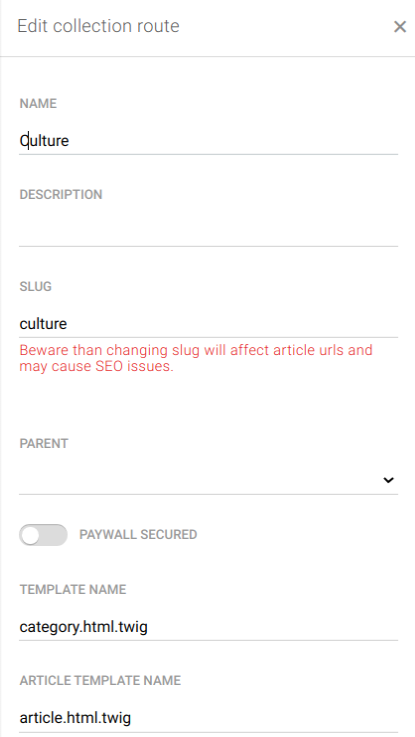 Edit collection route
NAME
Culture
DESCRIPTION
SLUG
culture
Beware than changing slug will affect article urls and
may cause SEO issues.
PARENT
PAYWALL SECURED
TEMPLATE NAME
category.html.twig
ARTICLE TEMPLATE NAME
article.html.twig